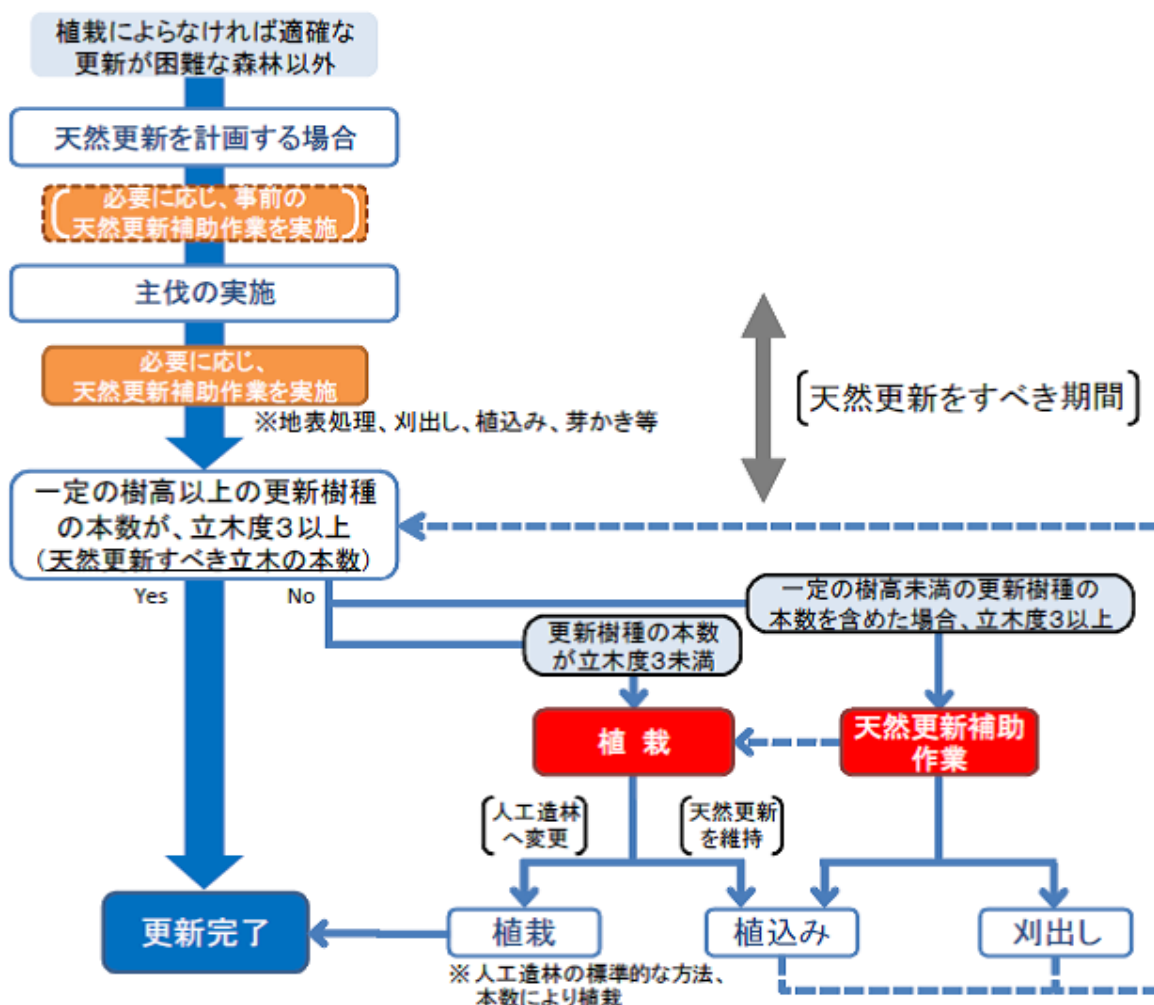 植栽によらなければ適確な
更新が困難な森林以外
天然更新を計画する場合
必要に応じ、事前の
天然更新補助作業を実施
主伐の実施
必要に応じ、
天然更新補助作業を実施
※地表処理、刈出し、植込み、芽かき等
天然更新をすべき期間
一定の樹高以上の更新樹種
の本数が、立木度3以上
(天然更新すべき立木の本数)
Yes
No
一定の樹高未満の更新樹種の
本数を含めた場合、立木度3以上
更新樹種の本数
が立木度3未満
植 栽
天然更新補助
作業
人工造林
へ変更
天然更新
を維持
更新完了
植栽
植込み
刈出し
※人工造林の標準的な方法、
本数により植栽